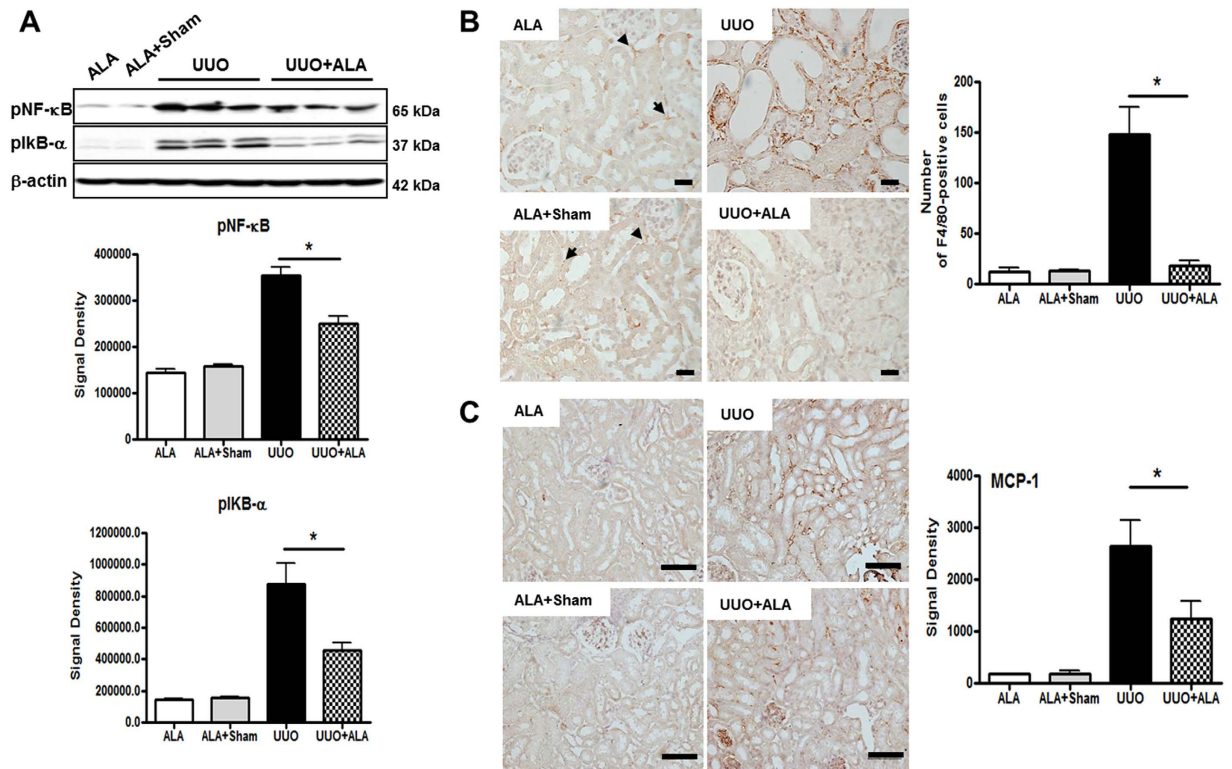 A
ALA
ALA+Sham
UUO
UUO+ALA
pNF-κB
65 kDa
pIkB-α
37 kDa
β-actin
42 kDa
pNF-κB
Signal Density
400000
300000
200000
100000
0
*
ALA
ALA+Sham
UUO
UUO+ALA
pIKB-α
Signal Density
1200000.0
1000000.0
800000.0
600000.0
400000.0
200000.0
0.0
*
ALA
ALA+Sham
UUO
UUO+ALA
B
ALA
UUO
ALA+Sham
UUO+ALA
Number
of F4/80-positive cells
200
150
100
50
0
*
ALA
ALA+Sham
UUO
UUO+ALA
C
ALA
UUO
ALA+Sham
UUO+ALA
MCP-1
Signal Density
4000
3000
2000
1000
0
*
ALA
ALA+Sham
UUO
UUO+ALA